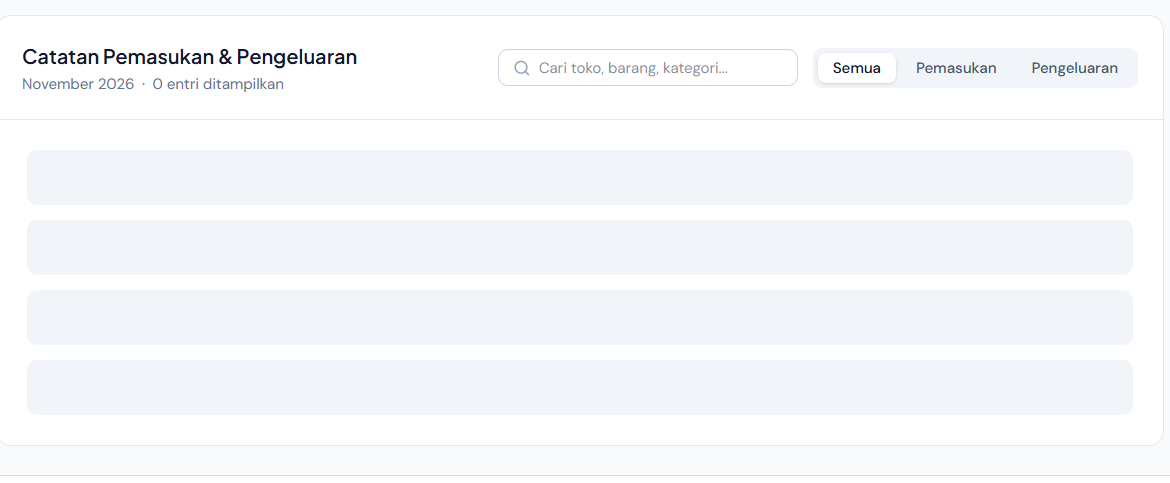 Catatan Pemasukan & Pengeluaran
November 2026 · 0 entri ditampilkan
Cari toko, barang, kategori...
Semua
Pemasukan
Pengeluaran